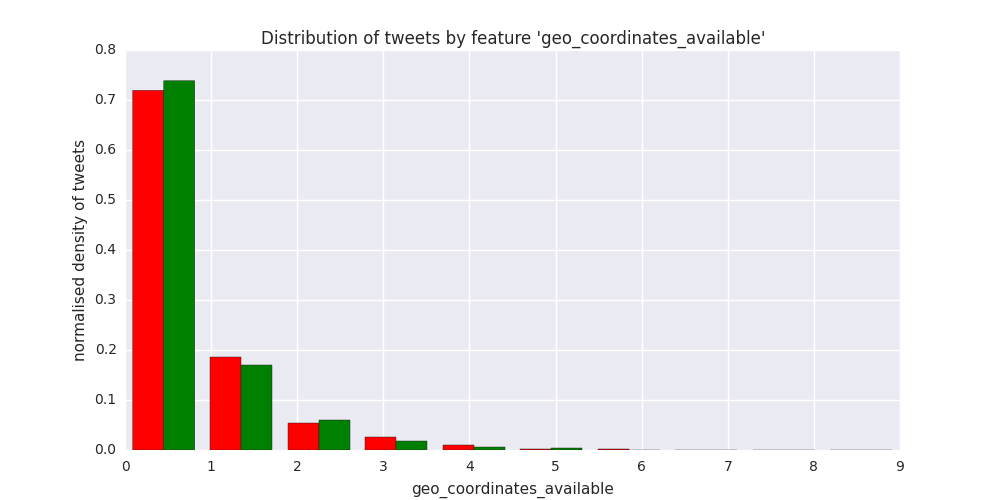 Distribution of tweets by feature 'geo_coordinates_available'
0.8
0.7
0.6
0.5
0.4
0.3
0.2
0.1
0.0
normalised density of tweets
0 1 2 3 4 5 6 7 8 9
geo_coordinates_available